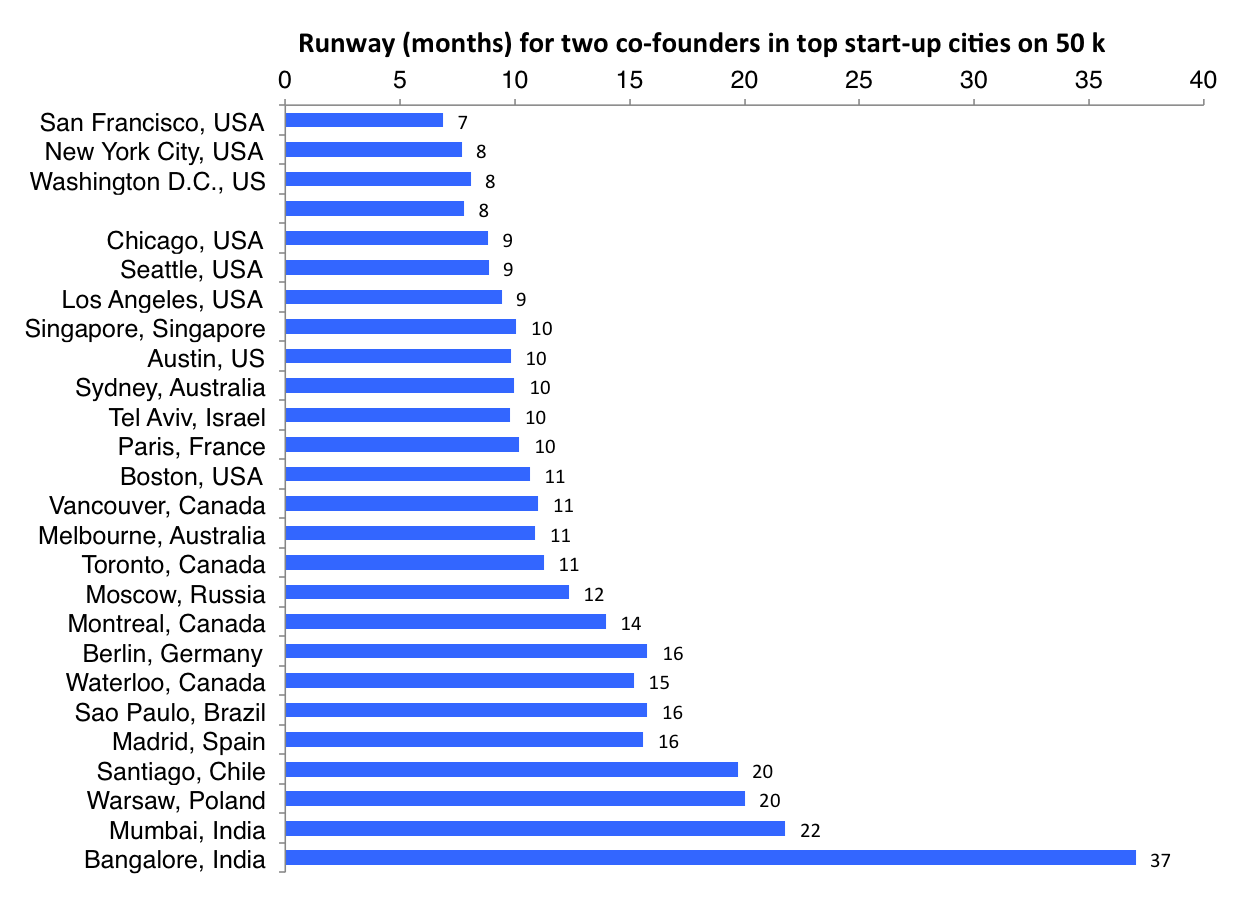 Runway (months) for two co-founders in top start-up cities on 50 k
0 5 10 15 20 25 30 35 40
San Francisco, USA 7
New York City, USA 8
Washington D.C., US 8
8
Chicago, USA 9
Seattle, USA 9
Los Angeles, USA 9
Singapore, Singapore 10
Austin, US 10
Sydney, Australia 10
Tel Aviv, Israel 10
Paris, France 10
Boston, USA 11
Vancouver, Canada 11
Melbourne, Australia 11
Toronto, Canada 11
Moscow, Russia 12
Montreal, Canada 14
Berlin, Germany 16
Waterloo, Canada 15
Sao Paulo, Brazil 16
Madrid, Spain 16
Santiago, Chile 20
Warsaw, Poland 20
Mumbai, India 22
Bangalore, India 37